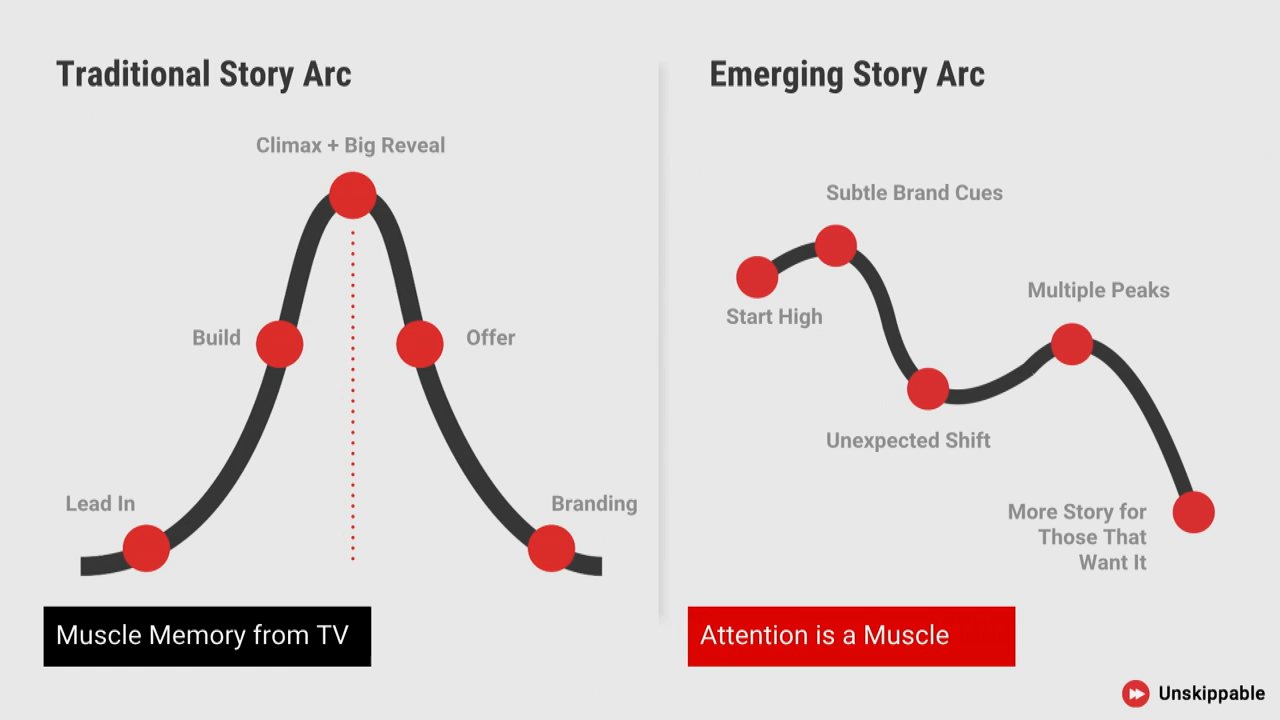 Traditional Story Arc
Climax + Big Reveal
Build
Offer
Lead In
Branding
Muscle Memory from TV
Emerging Story Arc
Subtle Brand Cues
Start High
Multiple Peaks
Unexpected Shift
More Story for
Those That
Want It
Attention is a Muscle
Unskippable